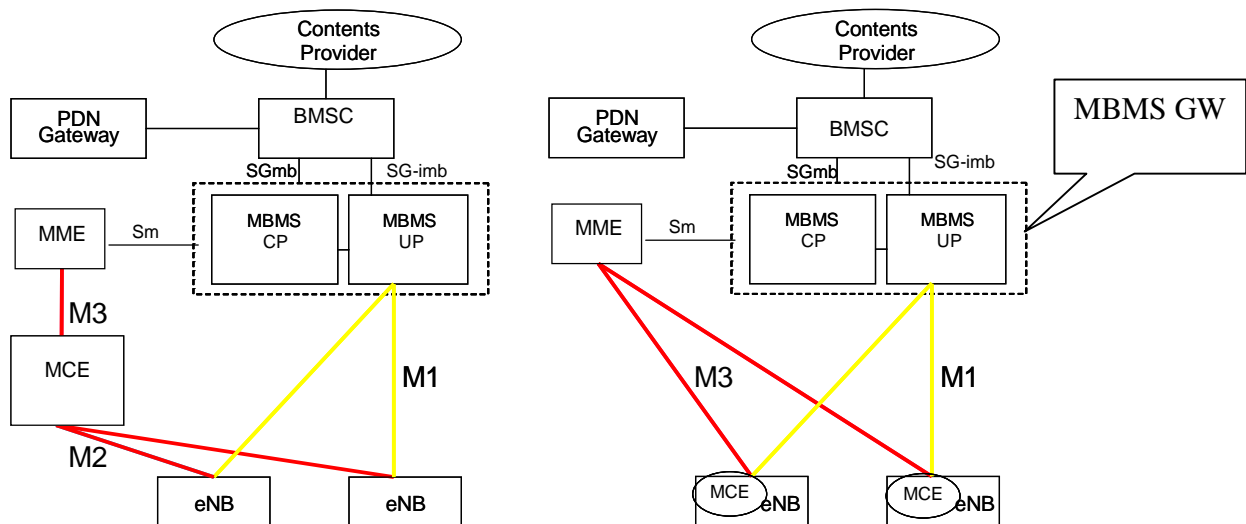 Contents
Provider
PDN
Gateway
BMSC
SGmb
SG-imb
MBMS
CP
MBMS
UP
MME
Sm
M3
MCE
M1
M2
eNB
eNB
Contents
Provider
PDN
Gateway
BMSC
MBMS GW
SGmb
SG-imb
MBMS
CP
MBMS
UP
MME
Sm
M3
M1
MCE
eNB
MCE
eNB